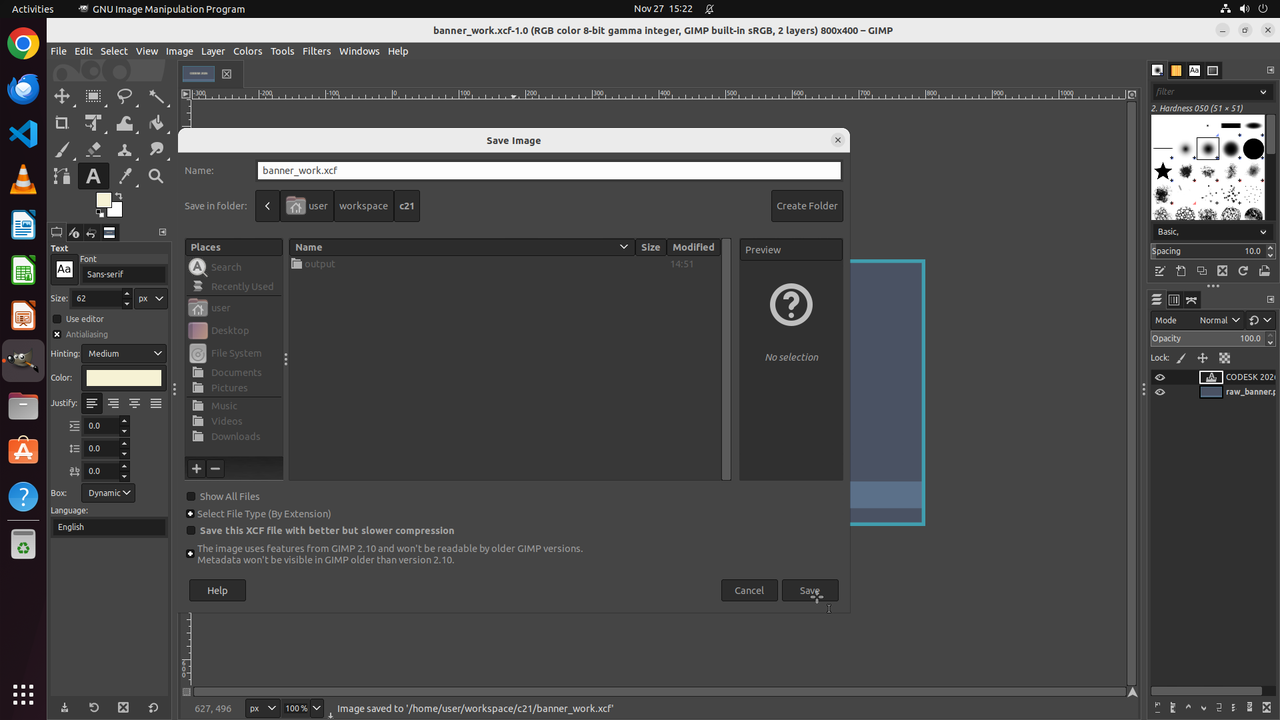 Activities
GNU Image Manipulation Program
Nov 27 15:22
banner_work.xcf-1.0 (RGB color 8-bit gamma integer, GIMP built-in sRGB, 2 layers) 800x400 – GIMP
File Edit Select View Image Layer Colors Tools Filters Windows Help
Save Image
Name: banner_work.xcf
Save in folder: user workspace c21 Create Folder
Places
Search
Recently Used
user
Desktop
File System
Documents
Pictures
Music
Videos
Downloads
Name Size Modified
output 14:51
Preview
No selection
Show All Files
Select File Type (By Extension)
Save this XCF file with better but slower compression
The image uses features from GIMP 2.10 and won't be readable by older GIMP versions.
Metadata won't be visible in GIMP older than version 2.10.
Help Cancel Save
Text
Font
Aa Sans-serif
Size: 62 px
Use editor
Antialiasing
Hinting: Medium
Color:
Justify:
0.0
0.0
0.0
Box: Dynamic
Language:
English
filter
2. Hardness 050 (51 × 51)
Basic,
Spacing 10.0
Mode Normal
Opacity 100.0
Lock:
CODESK 202
raw_banner.p
627, 496 px 100 % Image saved to '/home/user/workspace/c21/banner_work.xcf'